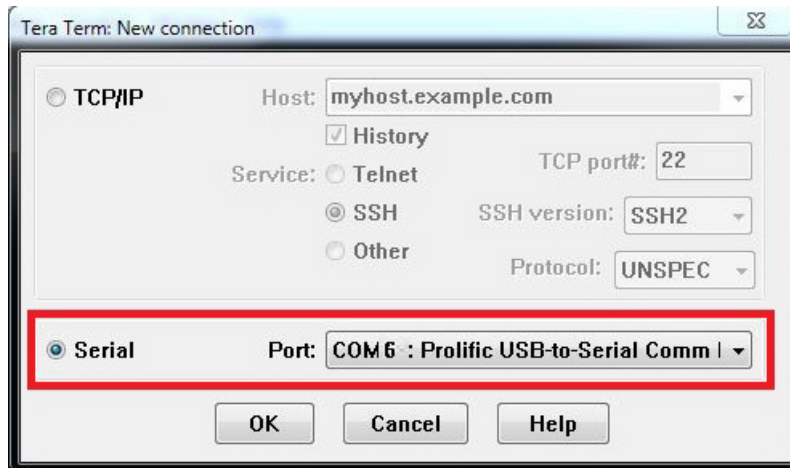 Tera Term: New connection
TCP/IP
Host: myhost.example.com
History
Service: Telnet
TCP port#: 22
SSH
SSH version: SSH2
Other
Protocol: UNSPEC
Serial
Port: COM6 : Prolific USB-to-Serial Comm
OK Cancel Help